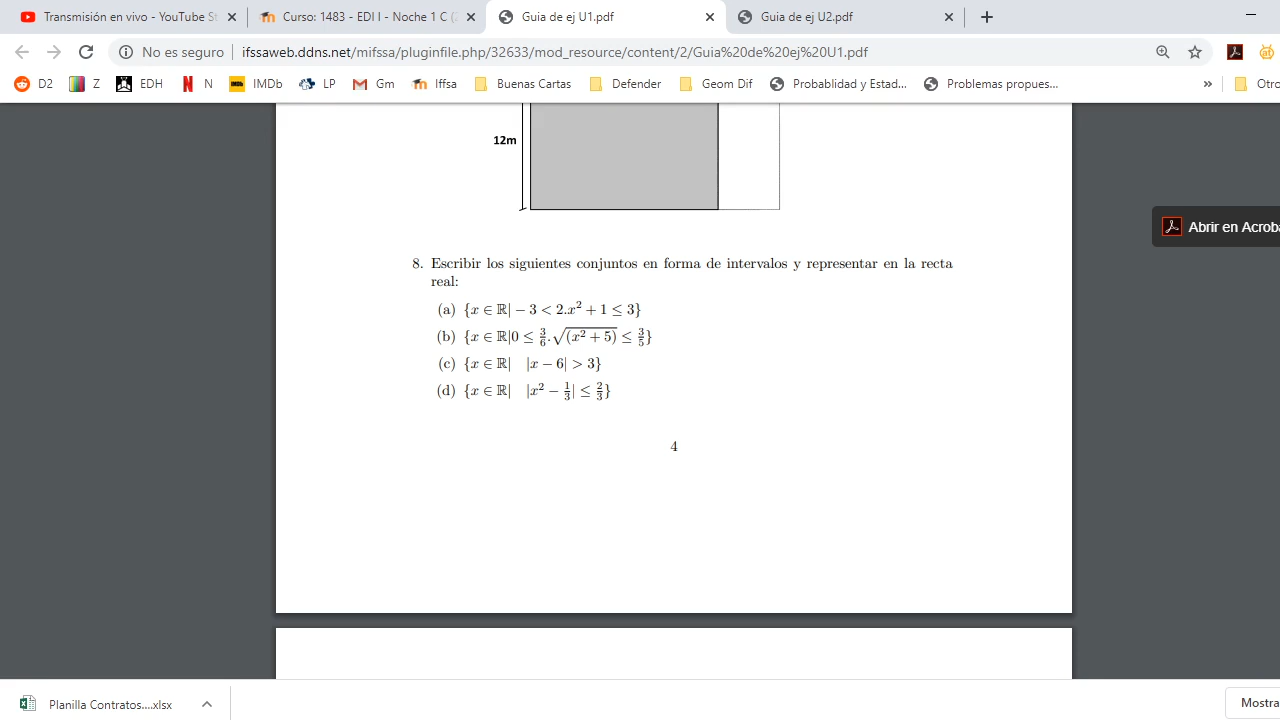 Transmisión en vivo - YouTube St
Curso: 1483 - EDI I - Noche 1 C (2
Guia de ej U1.pdf
Guia de ej U2.pdf
No es seguro | ifssaweb.ddns.net/mifssa/pluginfile.php/32633/mod_resource/content/2/Guia%20de%20ej%20U1.pdf
D2 Z EDH N IMDb LP Gm Iffsa Buenas Cartas Defender Geom Dif Probablidad y Estad... Problemas propues... » Otro
12m
Abrir en Acroba
8. Escribir los siguientes conjuntos en forma de intervalos y representar en la recta
real:
(a) {x ∈ ℝ| − 3 < 2.x² + 1 ≤ 3}
(b) {x ∈ ℝ|0 ≤ 3/6.√(x² + 5) ≤ 3/5}
(c) {x ∈ ℝ| |x − 6| > 3}
(d) {x ∈ ℝ| |x² − 1/3| ≤ 2/3}
4
Planilla Contratos....xlsx
Mostra